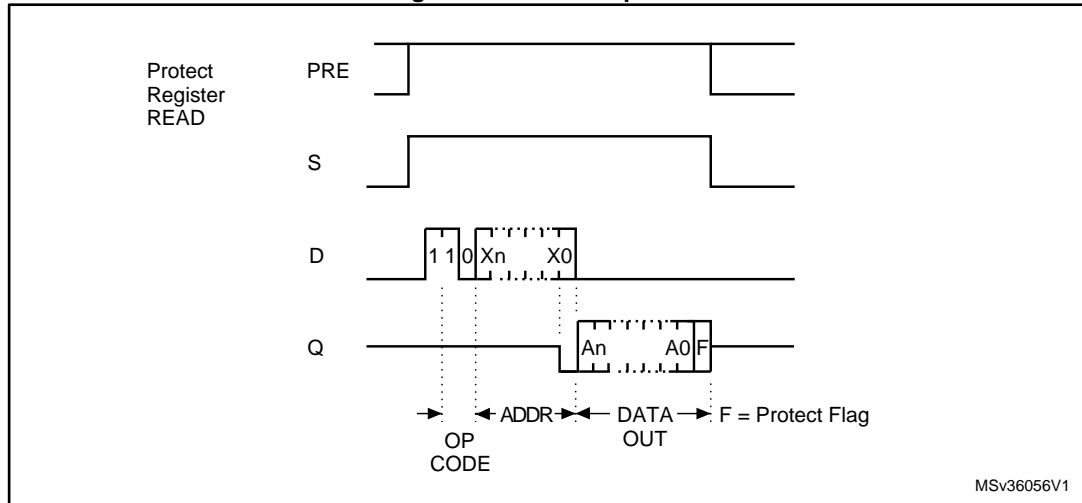 Protect
Register
READ
PRE
S
D
1 1 0 Xn X0
Q
An A0 F
ADDR
DATA
OUT
F = Protect Flag
OP
CODE
MSv36056V1